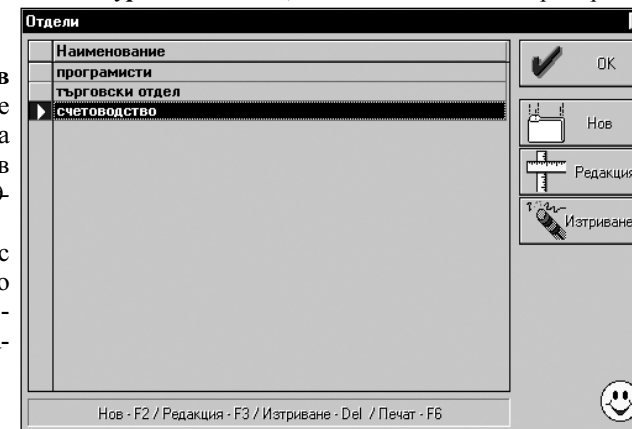 Отдели
Наименование
програмисти
търговски отдел
счетоводство
OK
Нов
Редакция
Изтриване
Нов - F2 / Редакция - F3 / Изтриване - Del / Печат - F6